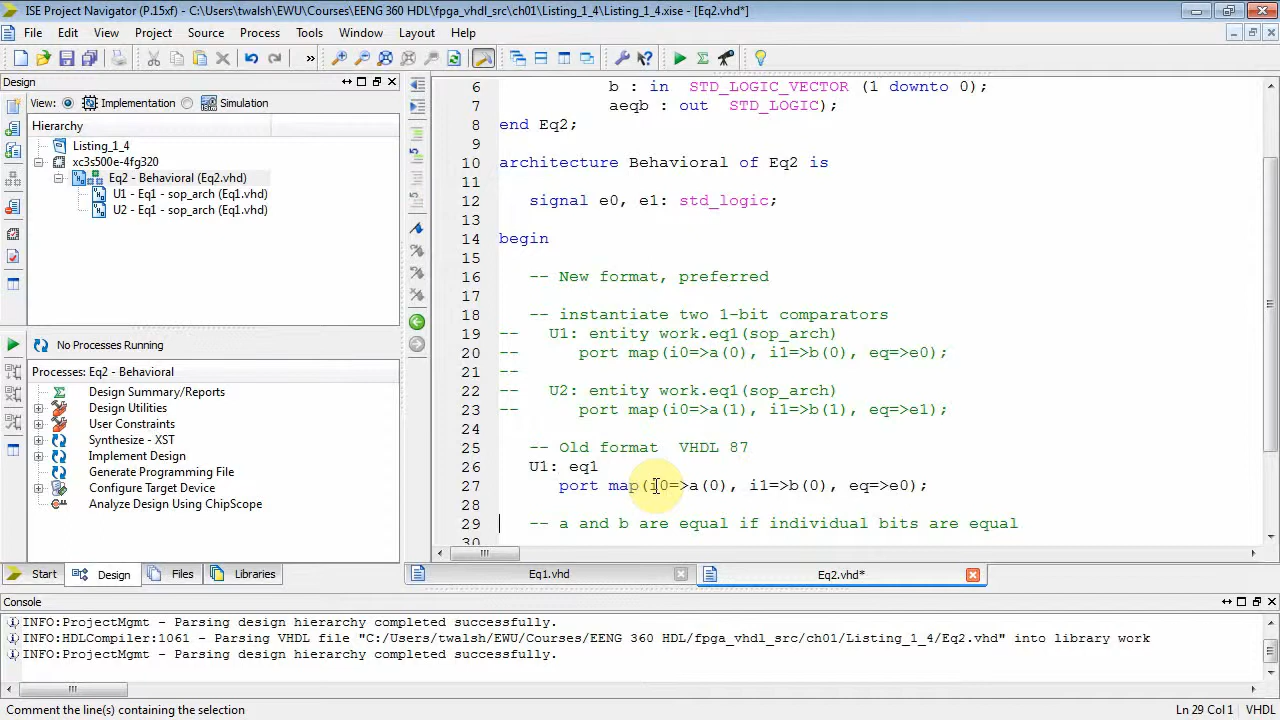 ISE Project Navigator (P.15xf) - C:\Users\twalsh\EWU\Courses\EENG 360 HDL\fpga_vhdl_src\ch01\Listing_1_4\Listing_1_4.xise - [Eq2.vhd*]
File Edit View Project Source Process Tools Window Layout Help
»
Design
View: Implementation Simulation
Hierarchy
Listing_1_4
xc3s500e-4fg320
Eq2 - Behavioral (Eq2.vhd)
U1 - Eq1 - sop_arch (Eq1.vhd)
U2 - Eq1 - sop_arch (Eq1.vhd)
No Processes Running
Processes: Eq2 - Behavioral
Design Summary/Reports
Design Utilities
User Constraints
Synthesize - XST
Implement Design
Generate Programming File
Analyze Design Using ChipScope
Start Design Files Libraries
6 b : in STD_LOGIC_VECTOR (1 downto 0);
7 aeqb : out STD_LOGIC);
8 end Eq2;
9
10 architecture Behavioral of Eq2 is
11
12 signal e0, e1: std_logic;
13
14 begin
15
16 -- New format, preferred
17
18 -- instantiate two 1-bit comparators
19 -- U1: entity work.eq1(sop_arch)
20 -- port map(i0=>a(0), i1=>b(0), eq=>e0);
21 --
22 -- U2: entity work.eq1(sop_arch)
23 -- port map(i0=>a(1), i1=>b(1), eq=>e1);
24
25 -- Old format VHDL 87
26 U1: eq1
27 port map(i0=>a(0), i1=>b(0), eq=>e0);
28
29 -- a and b are equal if individual bits are equal
30
Eq1.vhd Eq2.vhd*
Console
INFO:ProjectMgmt - Parsing design hierarchy completed successfully.
INFO:HDLCompiler:1061 - Parsing VHDL file "C:/Users/twalsh/EWU/Courses/EENG 360 HDL/fpga_vhdl_src/ch01/Listing_1_4/Eq2.vhd" into library work
INFO:ProjectMgmt - Parsing design hierarchy completed successfully.
Comment the line(s) containing the selection Ln 29 Col 1 VHDL